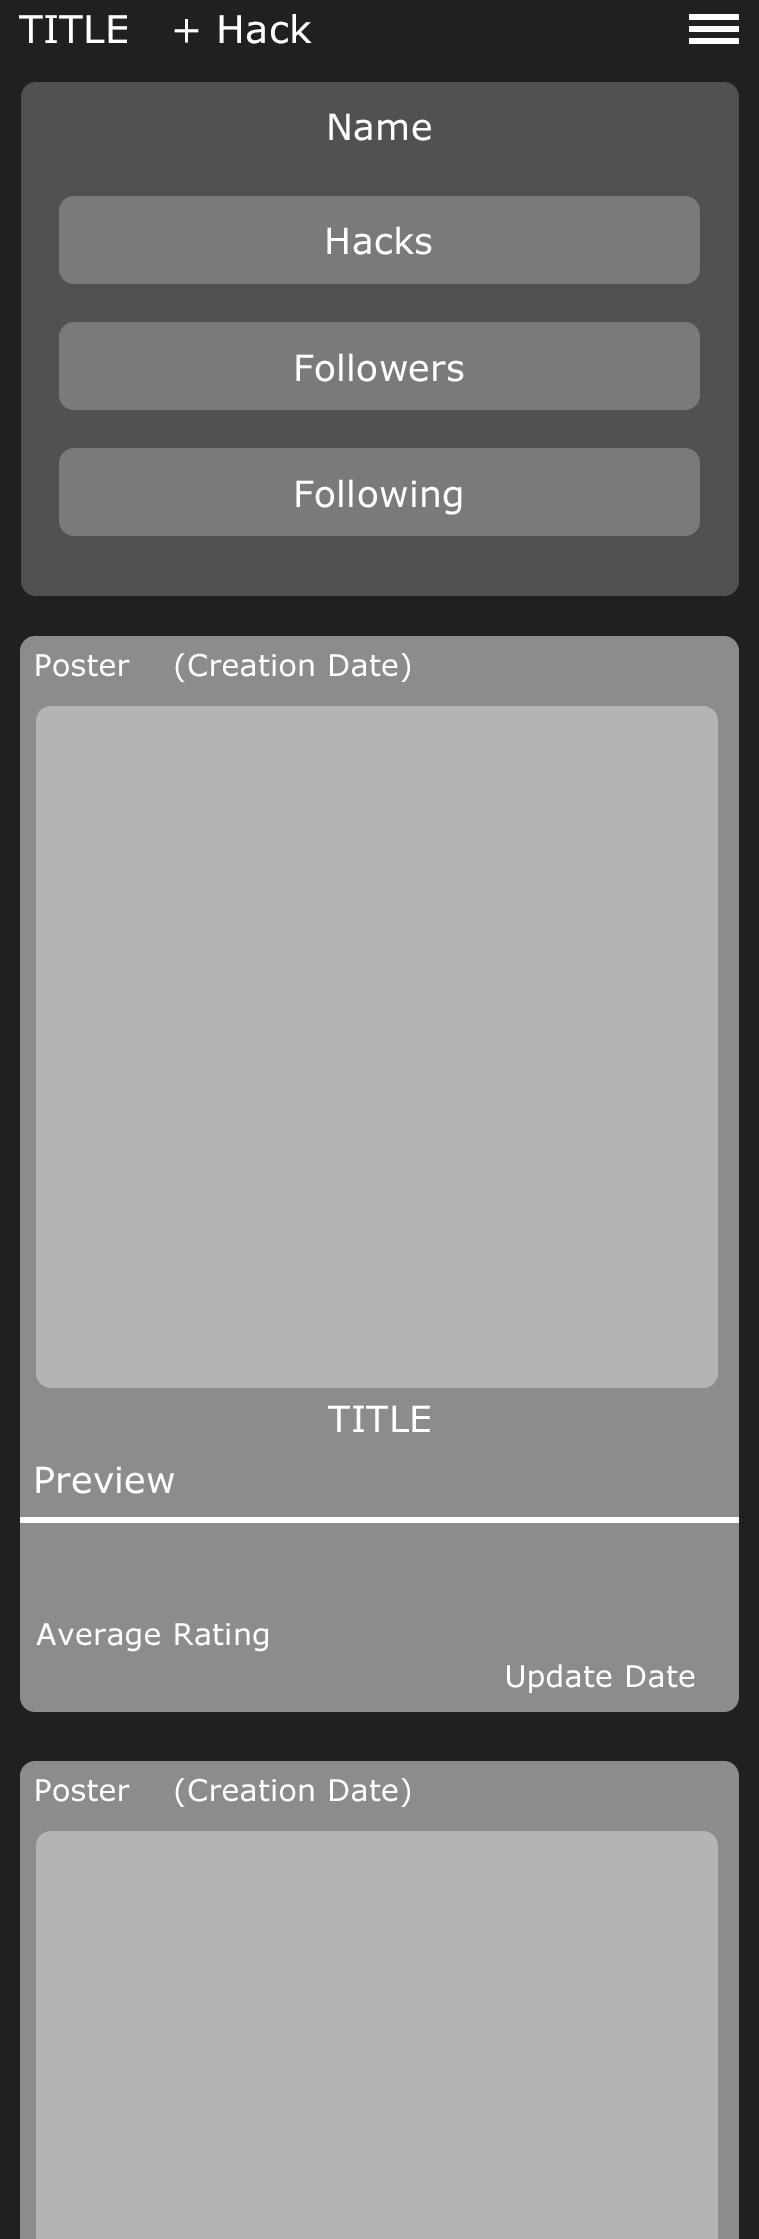 TITLE + Hack
Name
Hacks
Followers
Following
Poster (Creation Date)
TITLE
Preview
Average Rating
Update Date
Poster (Creation Date)